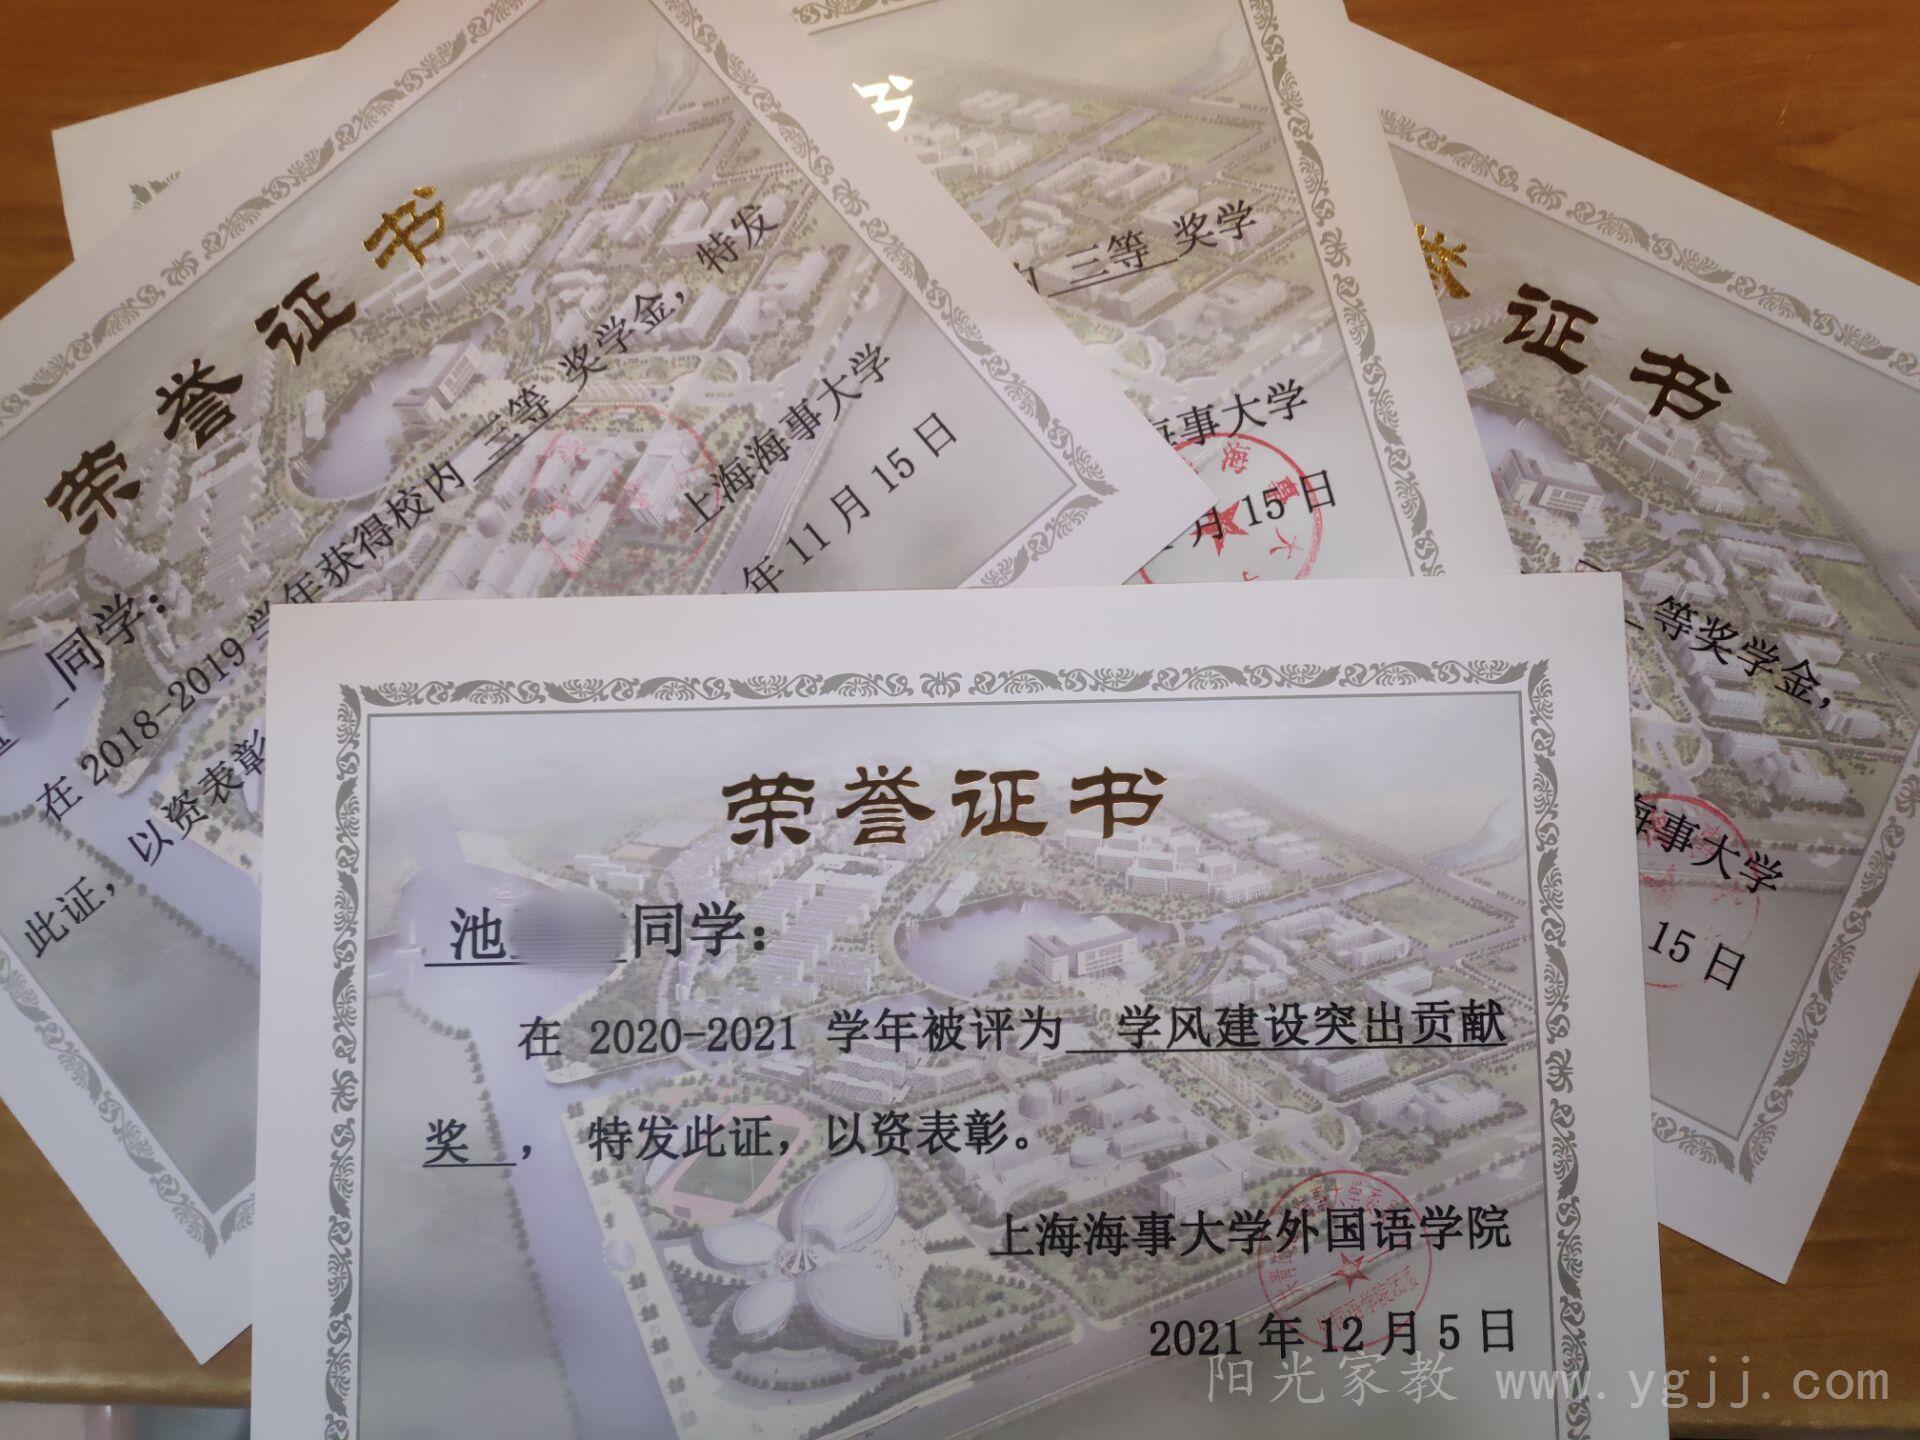 荣誉证书
同学：
在 2018-2019 学年获得校内 三等 奖学金，特发
此证，以资表彰
上海海事大学
年 11 月 15 日
书
三等 奖学
海事大学
月 15 日
证书
等奖学金，
海事大学
15 日
荣誉证书
池 同学：
在 2020-2021 学年被评为 学风建设突出贡献
奖 ， 特发此证，以资表彰。
上海海事大学外国语学院
2021 年 12 月 5 日
阳光家教 www.ygjj.com